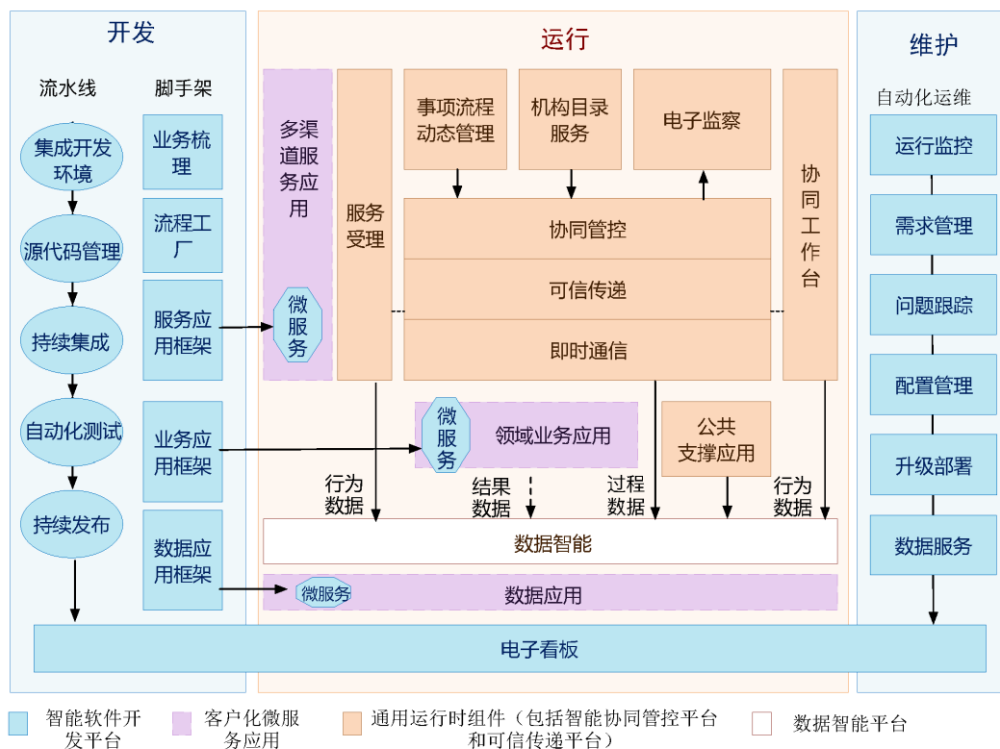 开发
运行
维护
流水线
脚手架
自动化运维
集成开发
环境
源代码管理
持续集成
自动化测试
持续发布
业务梳
理
流程工
厂
服务应
用框架
业务应
用框架
数据应
用框架
多渠
道服
务应
用
微
服
务
服务
受理
事项流程
动态管理
机构目录
服务
电子监察
协同管控
可信传递
即时通信
协
同
工
作
台
微
服
务
领域业务应用
公共
支撑应用
行为
数据
结果
数据
过程
数据
行为
数据
数据智能
微服务
数据应用
运行监控
需求管理
问题跟踪
配置管理
升级部署
数据服务
电子看板
智能软件开
发平台
客户化微服
务应用
通用运行时组件（包括智能协同管控平台
和可信传递平台）
数据智能平台